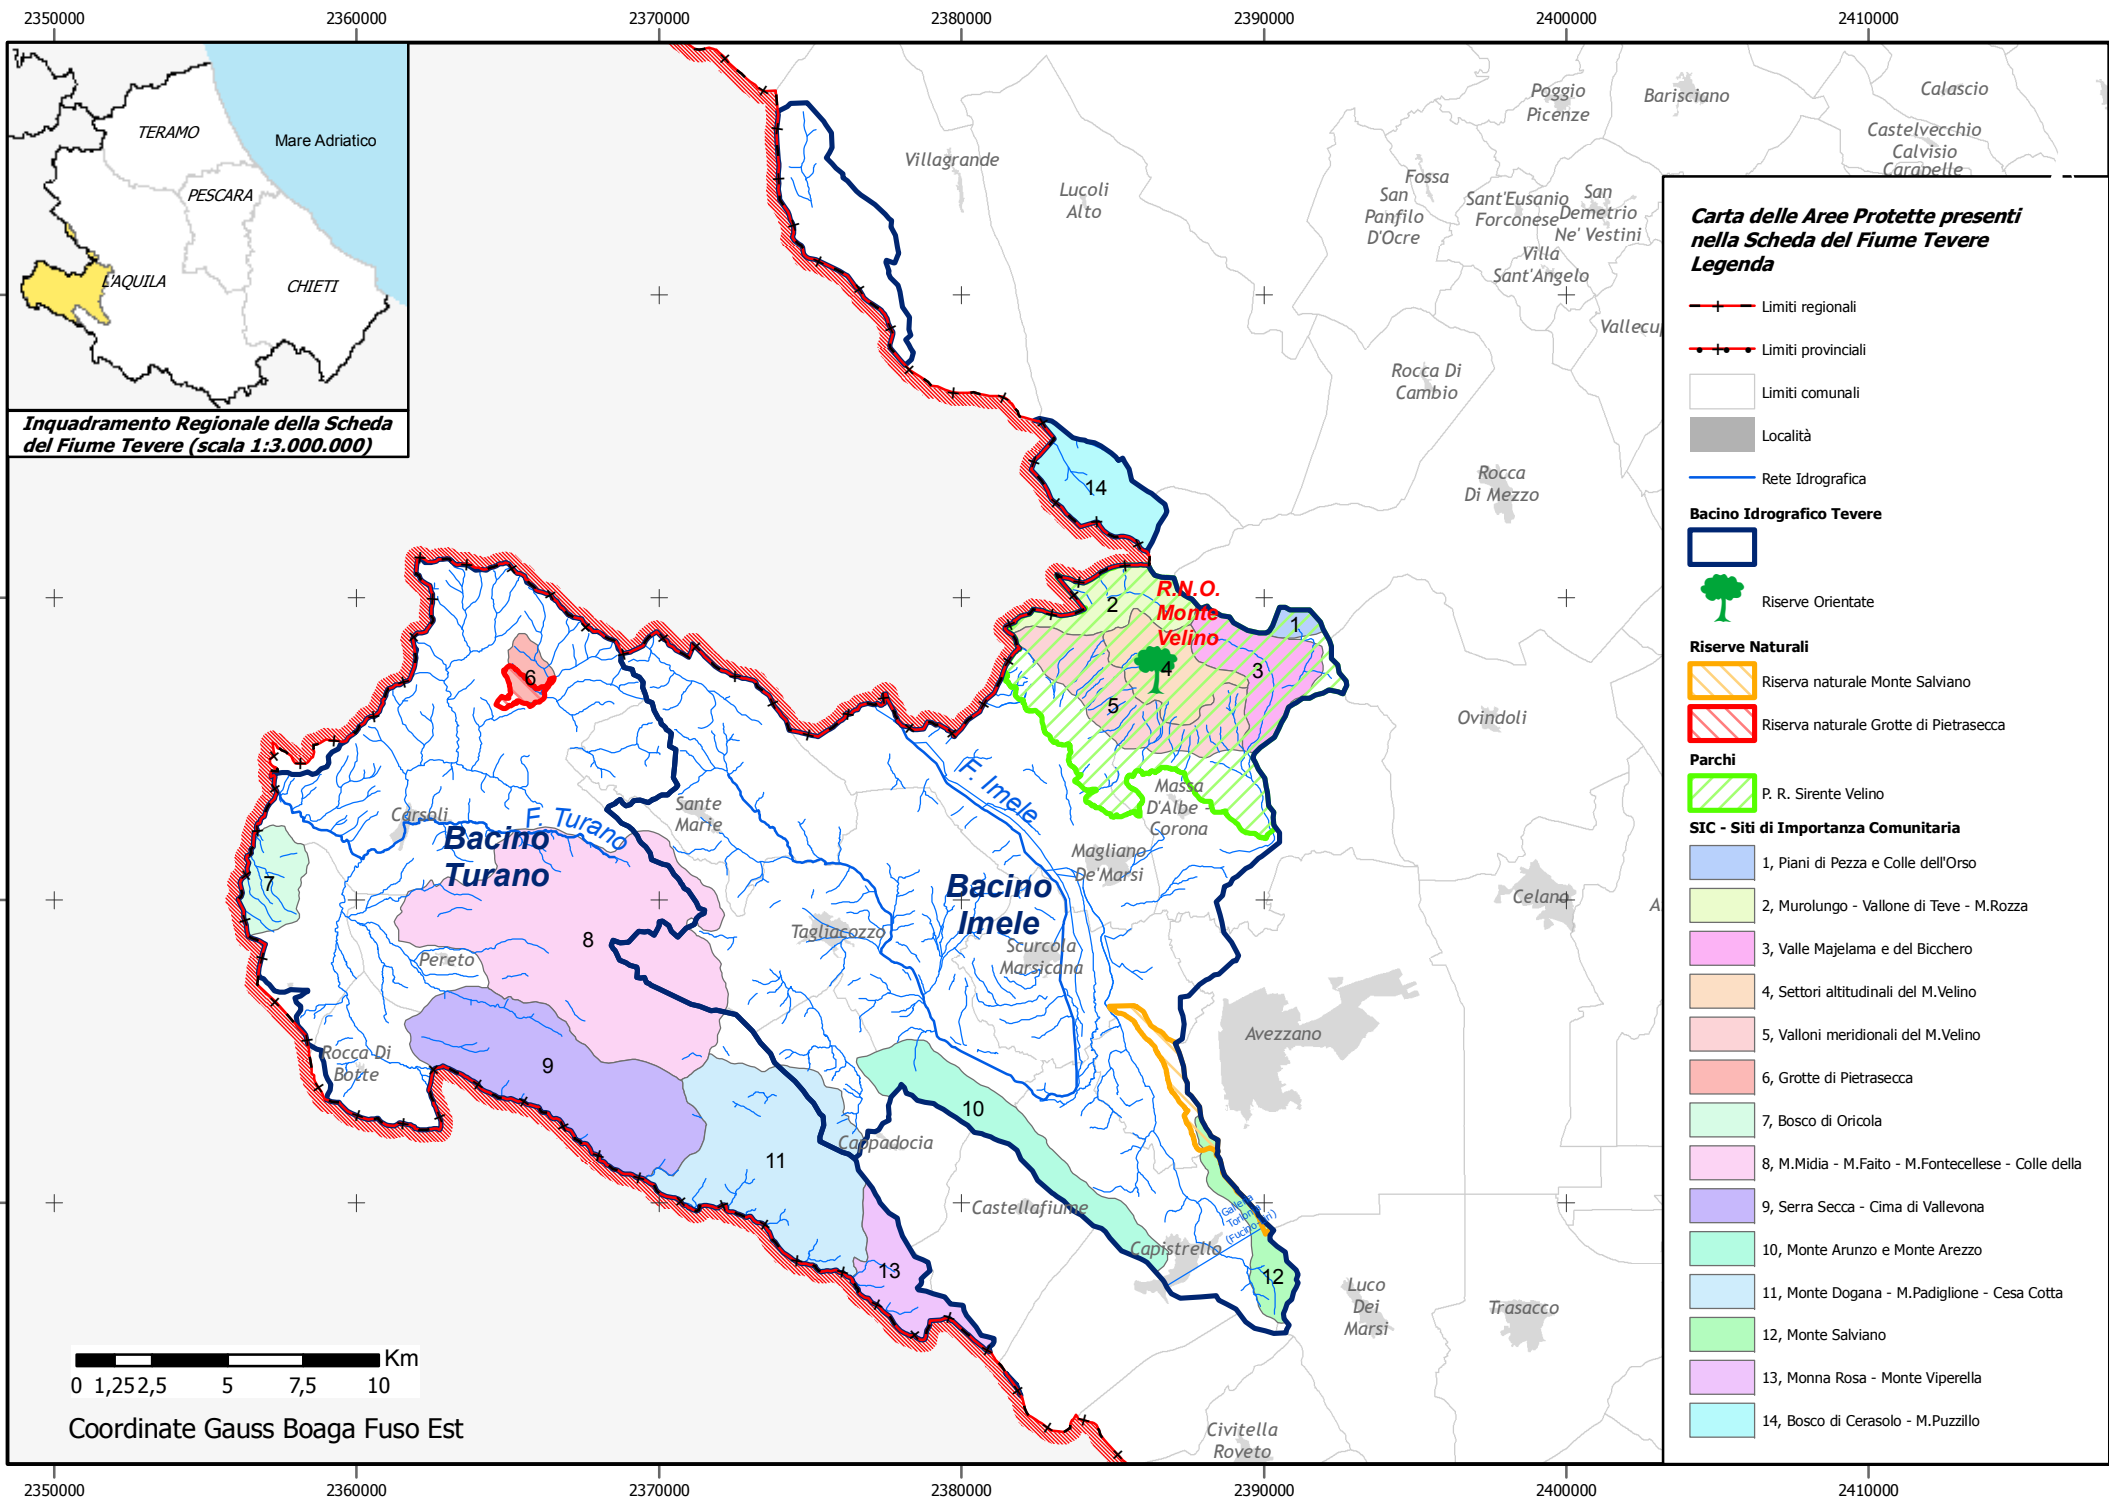 2350000 2360000 2370000 2380000 2390000 2400000 2410000
TERAMO
Mare Adriatico
PESCARA
L'AQUILA
CHIETI
Inquadramento Regionale della Scheda
del Fiume Tevere (scala 1:3.000.000)
Villagrande
Lucoli
Alto
Poggio
Picenze
Barisciano
Calascio
Castelvecchio
Calvisio
Carapelle
Fossa
San
Panfilo
D'Ocre
Sant'Eusanio
Forconese
San
Demetrio
Ne' Vestini
Villa
Sant'Angelo
Rocca Di
Cambio
Rocca
Di Mezzo
14
R.N.O.
Monte
Velino
2
1
3
4
5
6
Ovindoli
F. Imele
Massa
D'Albe -
Corona
Sante
Marie
Carsoli
F. Turano
Bacino
Turano
Magliano
De'Marsi
7
Bacino
Imele
Celano
8
Tagliacozzo
Scurcola
Marsicana
Pereto
Avezzano
Rocca Di
Botte
9
10
Cappadocia
11
Castellafiume
Galleria
Torlonia
Capistrello
13
12
Luco
Dei
Marsi
Trasacco
Civitella
Roveto
Km
0 1,25 2,5 5 7,5 10
Coordinate Gauss Boaga Fuso Est
Carta delle Aree Protette presenti
nella Scheda del Fiume Tevere
Legenda
Limiti regionali
Limiti provinciali
Limiti comunali
Località
Rete Idrografica
Bacino Idrografico Tevere
Riserve Orientate
Riserve Naturali
Riserva naturale Monte Salviano
Riserva naturale Grotte di Pietrasecca
Parchi
P. R. Sirente Velino
SIC - Siti di Importanza Comunitaria
1, Piani di Pezza e Colle dell'Orso
2, Murolungo - Vallone di Teve - M.Rozza
3, Valle Majelama e del Bicchero
4, Settori altitudinali del M.Velino
5, Valloni meridionali del M.Velino
6, Grotte di Pietrasecca
7, Bosco di Oricola
8, M.Midia - M.Faito - M.Fontecellese - Colle della
9, Serra Secca - Cima di Vallevona
10, Monte Arunzo e Monte Arezzo
11, Monte Dogana - M.Padiglione - Cesa Cotta
12, Monte Salviano
13, Monna Rosa - Monte Viperella
14, Bosco di Cerasolo - M.Puzzillo
2350000 2360000 2370000 2380000 2390000 2400000 2410000